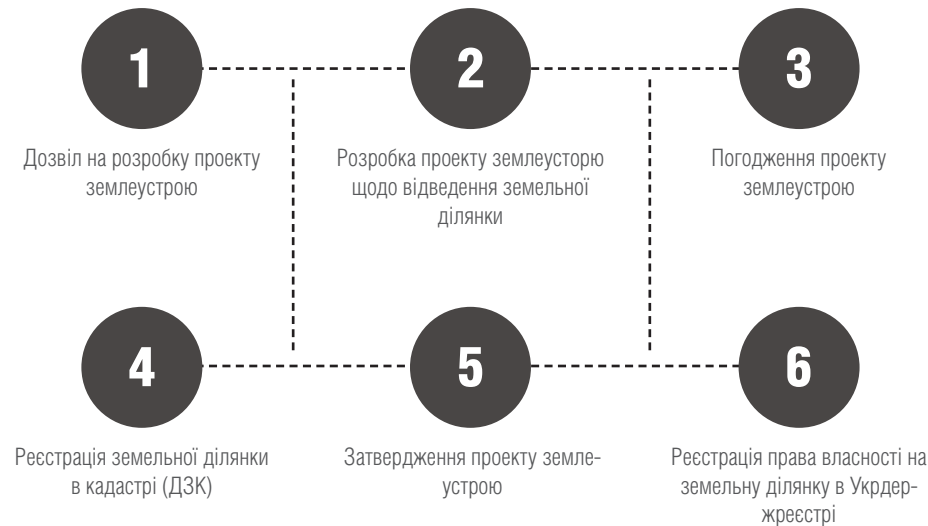 1
2
3
Дозвіл на розробку проекту
землеустрою
Розробка проекту землеусторю
щодо відведення земельної
ділянки
Погодження проекту
землеустрою
4
5
6
Реєстрація земельної ділянки
в кадастрі (ДЗК)
Затвердження проекту земле-
устрою
Реєстрація права власності на
земельну ділянку в Укрдер-
жреєстрі